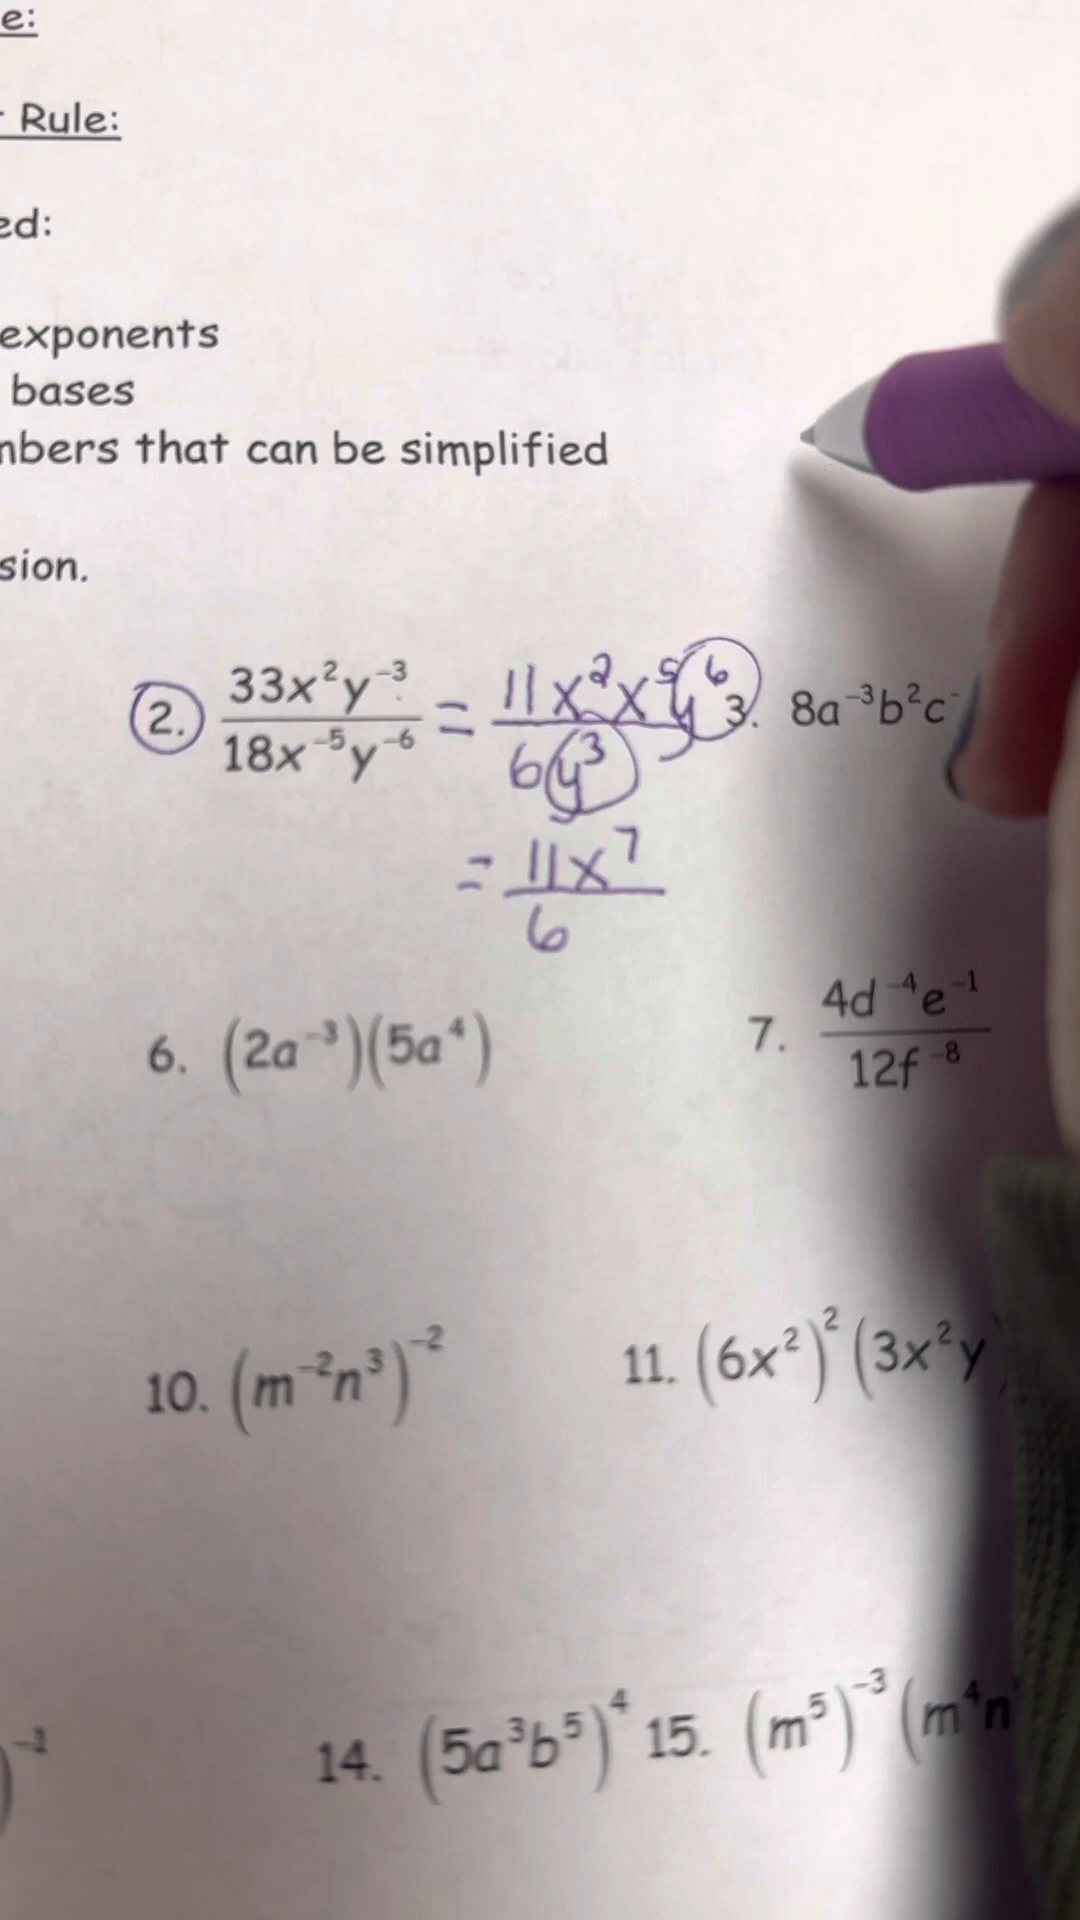 e:
r Rule:
ed:
exponents
bases
mbers that can be simplified
sion.
2. 33x²y⁻³ / 18x⁻⁵y⁻⁶ = 11x²x⁵y⁶ / 6y³
= 11x⁷ / 6
3. 8a⁻³b²c⁻
6. (2a⁻³)(5a⁴)
7. 4d⁻⁴e⁻¹ / 12f⁻⁸
10. (m⁻²n³)⁻²
11. (6x²)²(3x²y
)⁻¹
14. (5a³b⁵)⁴
15. (m⁵)⁻³(m⁴n